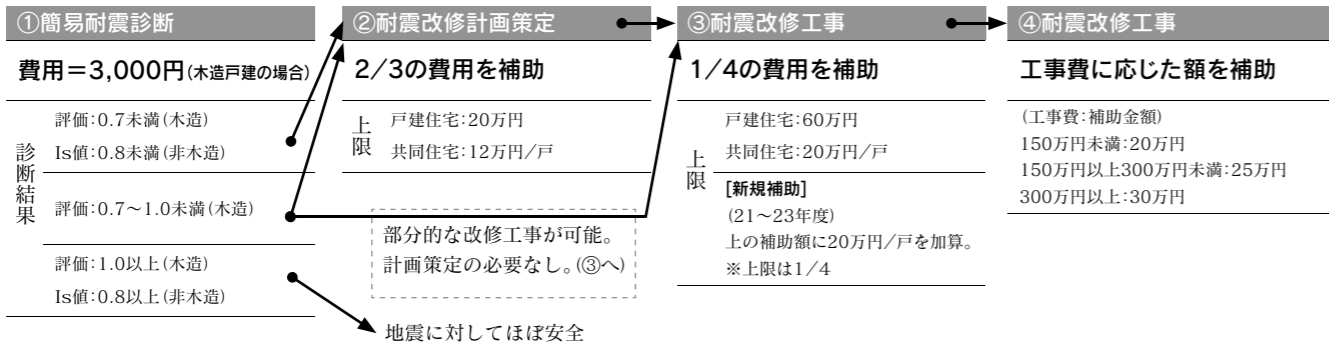 ①簡易耐震診断
費用=3,000円(木造戸建の場合)
診断結果
評価:0.7未満(木造)
Is値:0.8未満(非木造)
評価:0.7〜1.0未満(木造)
評価:1.0以上(木造)
Is値:0.8以上(非木造)
②耐震改修計画策定
2/3の費用を補助
上限
戸建住宅:20万円
共同住宅:12万円/戸
部分的な改修工事が可能。
計画策定の必要なし。(③へ)
地震に対してほぼ安全
③耐震改修工事
1/4の費用を補助
上限
戸建住宅:60万円
共同住宅:20万円/戸
[新規補助]
(21〜23年度)
上の補助額に20万円/戸を加算。
※上限は1/4
④耐震改修工事
工事費に応じた額を補助
(工事費:補助金額)
150万円未満:20万円
150万円以上300万円未満:25万円
300万円以上:30万円